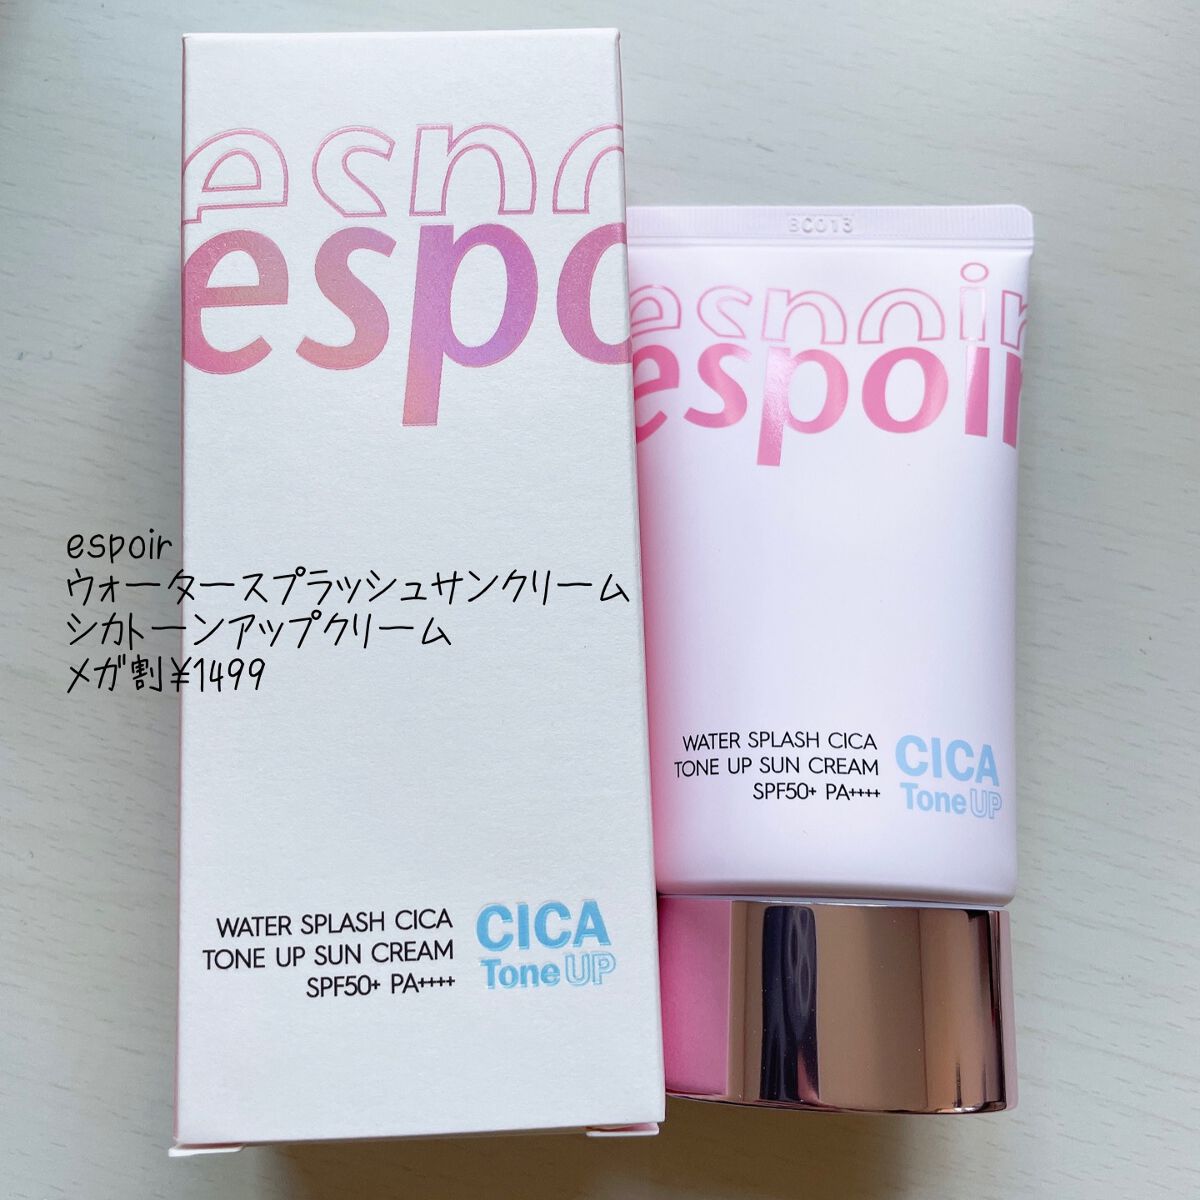 espo
espo
WATER SPLASH CICA
TONE UP SUN CREAM
SPF50+ PA++++
CICA
Tone UP
BC013
espoir
espoir
WATER SPLASH CICA
TONE UP SUN CREAM
SPF50+ PA++++
CICA
Tone UP
espoir
ウォータースプラッシュサンクリーム
シカトーンアップクリーム
メガ割¥1499